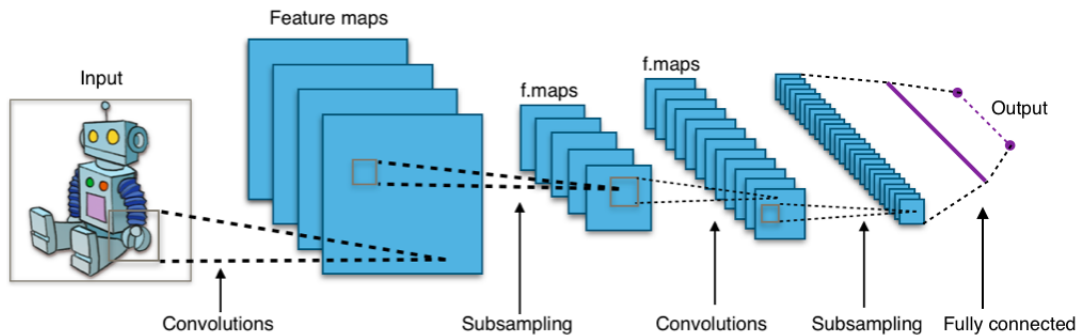 Feature maps
Input
f.maps
f.maps
Output
Convolutions
Subsampling
Convolutions
Subsampling
Fully connected